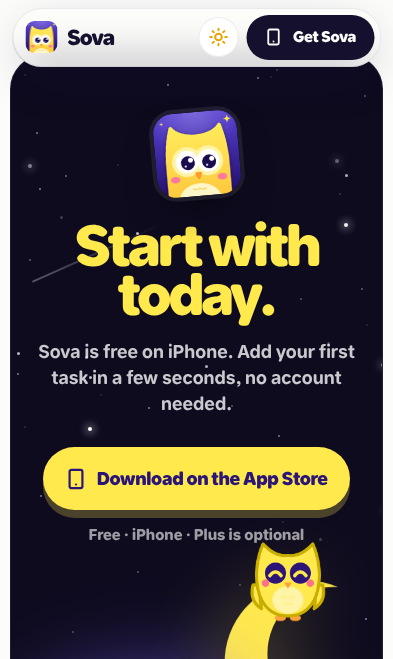 Sova
Get Sova
Start with
today.
Sova is free on iPhone. Add your first
task in a few seconds, no account
needed.
Download on the App Store
Free · iPhone · Plus is optional